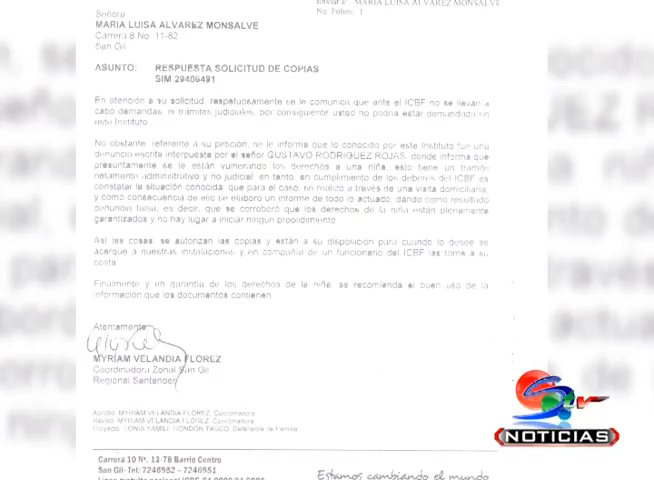 Enviar a: MARIA LUISA ALVAREZ MONSALVE
No. Folios: 1
Señora
MARIA LUISA ALVAREZ MONSALVE
Carrera 8 No. 11-82
San Gil
ASUNTO: RESPUESTA SOLICITUD DE COPIAS
SIM 29406491
En atención a su solicitud, respetuosamente se le comunica que ante el ICBF no se llevan a
cabo demandas, ni trámites judiciales, por consiguiente usted no podría estar demandada en
este Instituto
No obstante, referente a su petición, se le informa que lo conocido por este Instituto fue una
denuncia escrita interpuesta por el señor GUSTAVO RODRIGUEZ ROJAS, donde informa que
presuntamente se le están vulnerando los derechos a una niña, esto tiene un trámite
netamente administrativo y no judicial, en tanto, en cumplimiento de los deberes del ICBF es
constatar la situación conocida, que para el caso, se realizó a través de una visita domiciliaria,
y como consecuencia de ello se elaboró un informe de todo lo actuado, dando como resultado
denuncia falsa, es decir, que se corroboró que los derechos de la niña están plenamente
garantizados y no hay lugar a iniciar ningún procedimiento
Así las cosas, se autorizan las copias y están a su disposición para cuando lo desee se
acerque a nuestras instalaciones y en compañía de un funcionario del ICBF las tome a su
costa
Finalmente y en garantía de los derechos de la niña, se recomienda el buen uso de la
información que los documentos contienen
Atentamente
MYRIAM VELANDIA FLOREZ
Coordinadora Zonal San Gil
Regional Santander
MYRIAM VELANDIA FLOREZ, Coordinadora
MYRIAM VELANDIA FLOREZ, Coordinadora
Proyectó: SONIA YAMILE RONDON TARCO, Defensora de Familia
Carrera 10 Nº. 13-78 Barrio Centro
San Gil- Tel: 7246952 - 7246951
Estamos cambiando el mundo
NOTICIAS